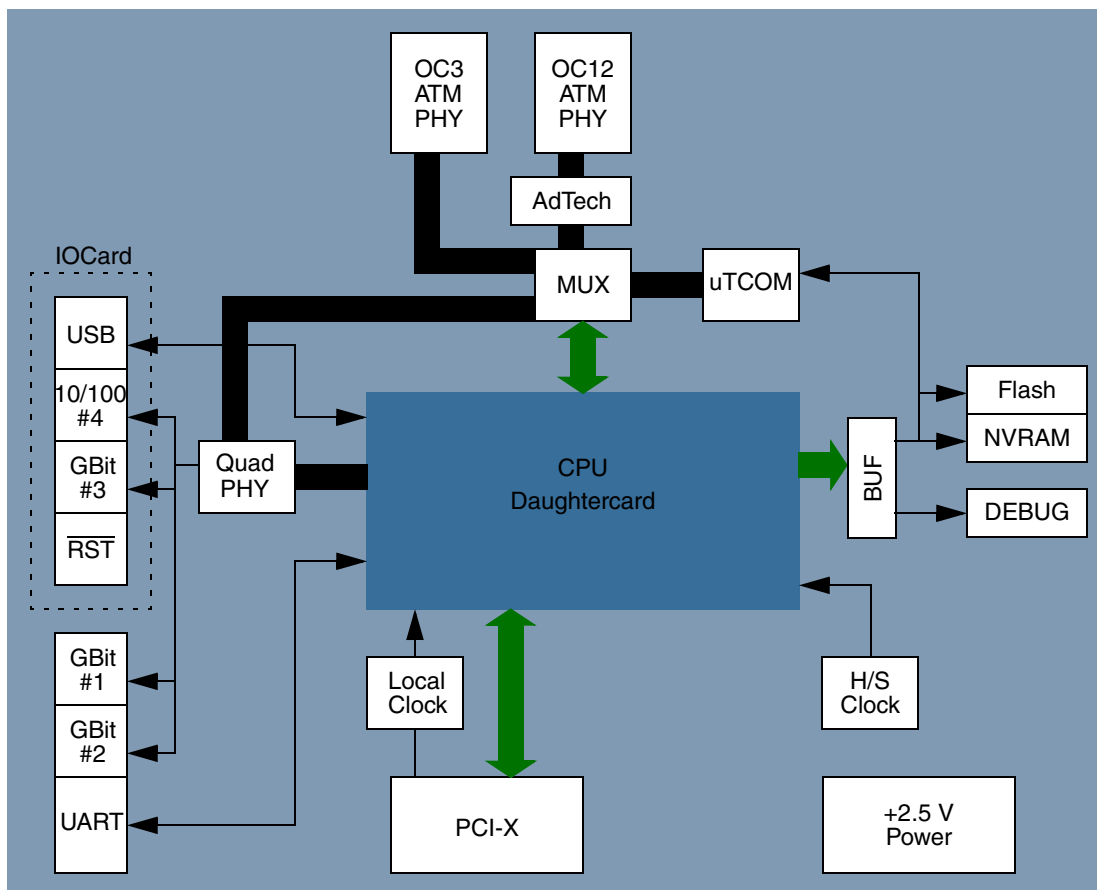 OC3
ATM
PHY
OC12
ATM
PHY
AdTech
IOCard
MUX
uTCOM
USB
10/100
#4
GBit
#3
RST
Quad
PHY
CPU
Daughtercard
BUF
Flash
NVRAM
DEBUG
GBit
#1
GBit
#2
UART
Local
Clock
H/S
Clock
PCI-X
+2.5 V
Power